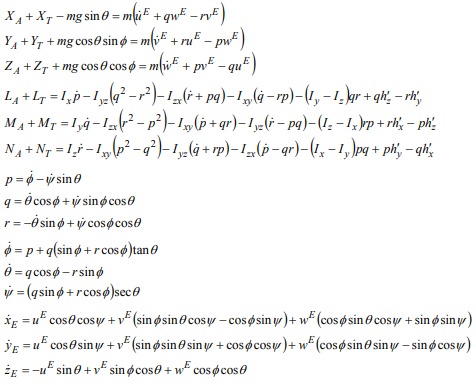 X_A + X_T − mg sin θ = m(u̇^E + qw^E − rv^E)
Y_A + Y_T + mg cos θ sin ϕ = m(v̇^E + ru^E − pw^E)
Z_A + Z_T + mg cos θ cos ϕ = m(ẇ^E + pv^E − qu^E)
L_A + L_T = I_x ṗ − I_yz(q² − r²) − I_zx(ṙ + pq) − I_xy(q̇ − rp) − (I_y − I_z)qr + qh′_z − rh′_y
M_A + M_T = I_y q̇ − I_zx(r² − p²) − I_xy(ṗ + qr) − I_yz(ṙ − pq) − (I_z − I_x)rp + rh′_x − ph′_z
N_A + N_T = I_z ṙ − I_xy(p² − q²) − I_yz(q̇ + rp) − I_zx(ṗ − qr) − (I_x − I_y)pq + ph′_y − qh′_x
p = ϕ̇ − ψ̇ sin θ
q = θ̇ cos ϕ + ψ̇ sin ϕ cos θ
r = −θ̇ sin ϕ + ψ̇ cos ϕ cos θ
ϕ̇ = p + q(sin ϕ + r cos ϕ) tan θ
θ̇ = q cos ϕ − r sin ϕ
ψ̇ = (q sin ϕ + r cos ϕ) sec θ
ẋ_E = u^E cos θ cos ψ + v^E(sin ϕ sin θ cos ψ − cos ϕ sin ψ) + w^E(cos ϕ sin θ cos ψ + sin ϕ sin ψ)
ẏ_E = u^E cos θ sin ψ + v^E(sin ϕ sin θ sin ψ + cos ϕ cos ψ) + w^E(cos ϕ sin θ sin ψ − sin ϕ cos ψ)
ż_E = −u^E sin θ + v^E sin ϕ cos θ + w^E cos ϕ cos θ